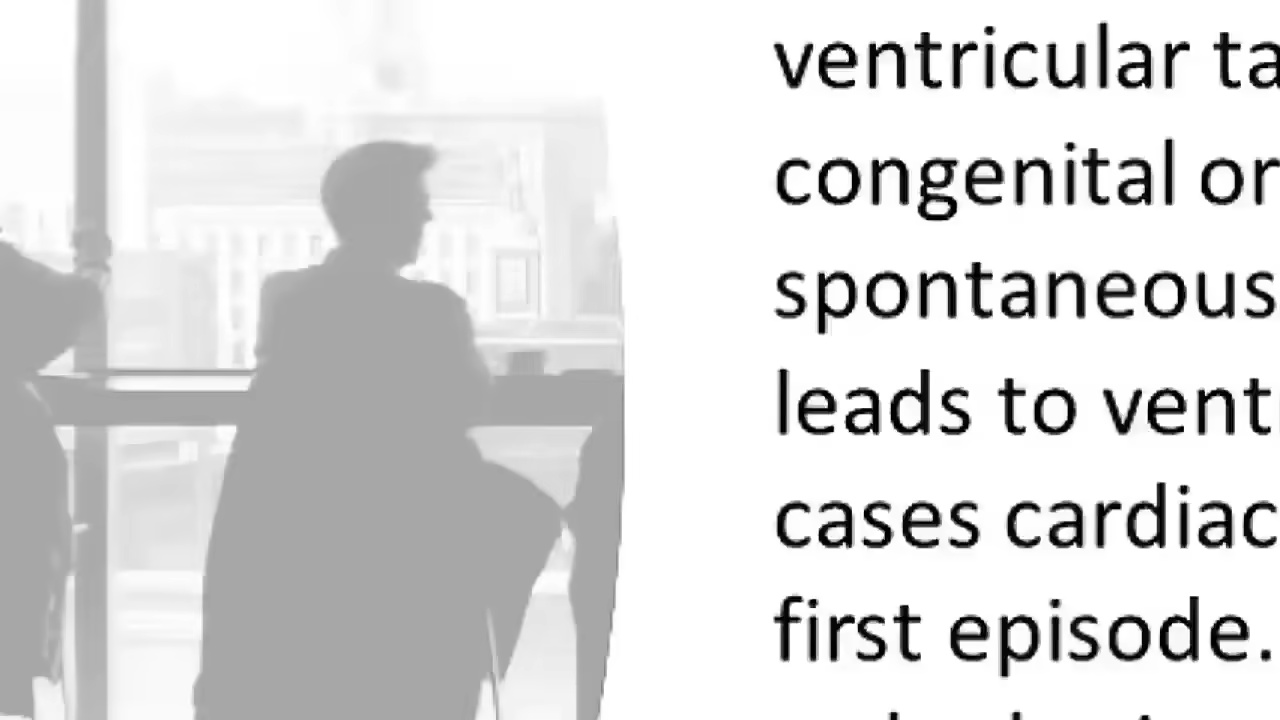 ventricular ta
congenital or
spontaneous
leads to vent
cases cardiac
first episode.